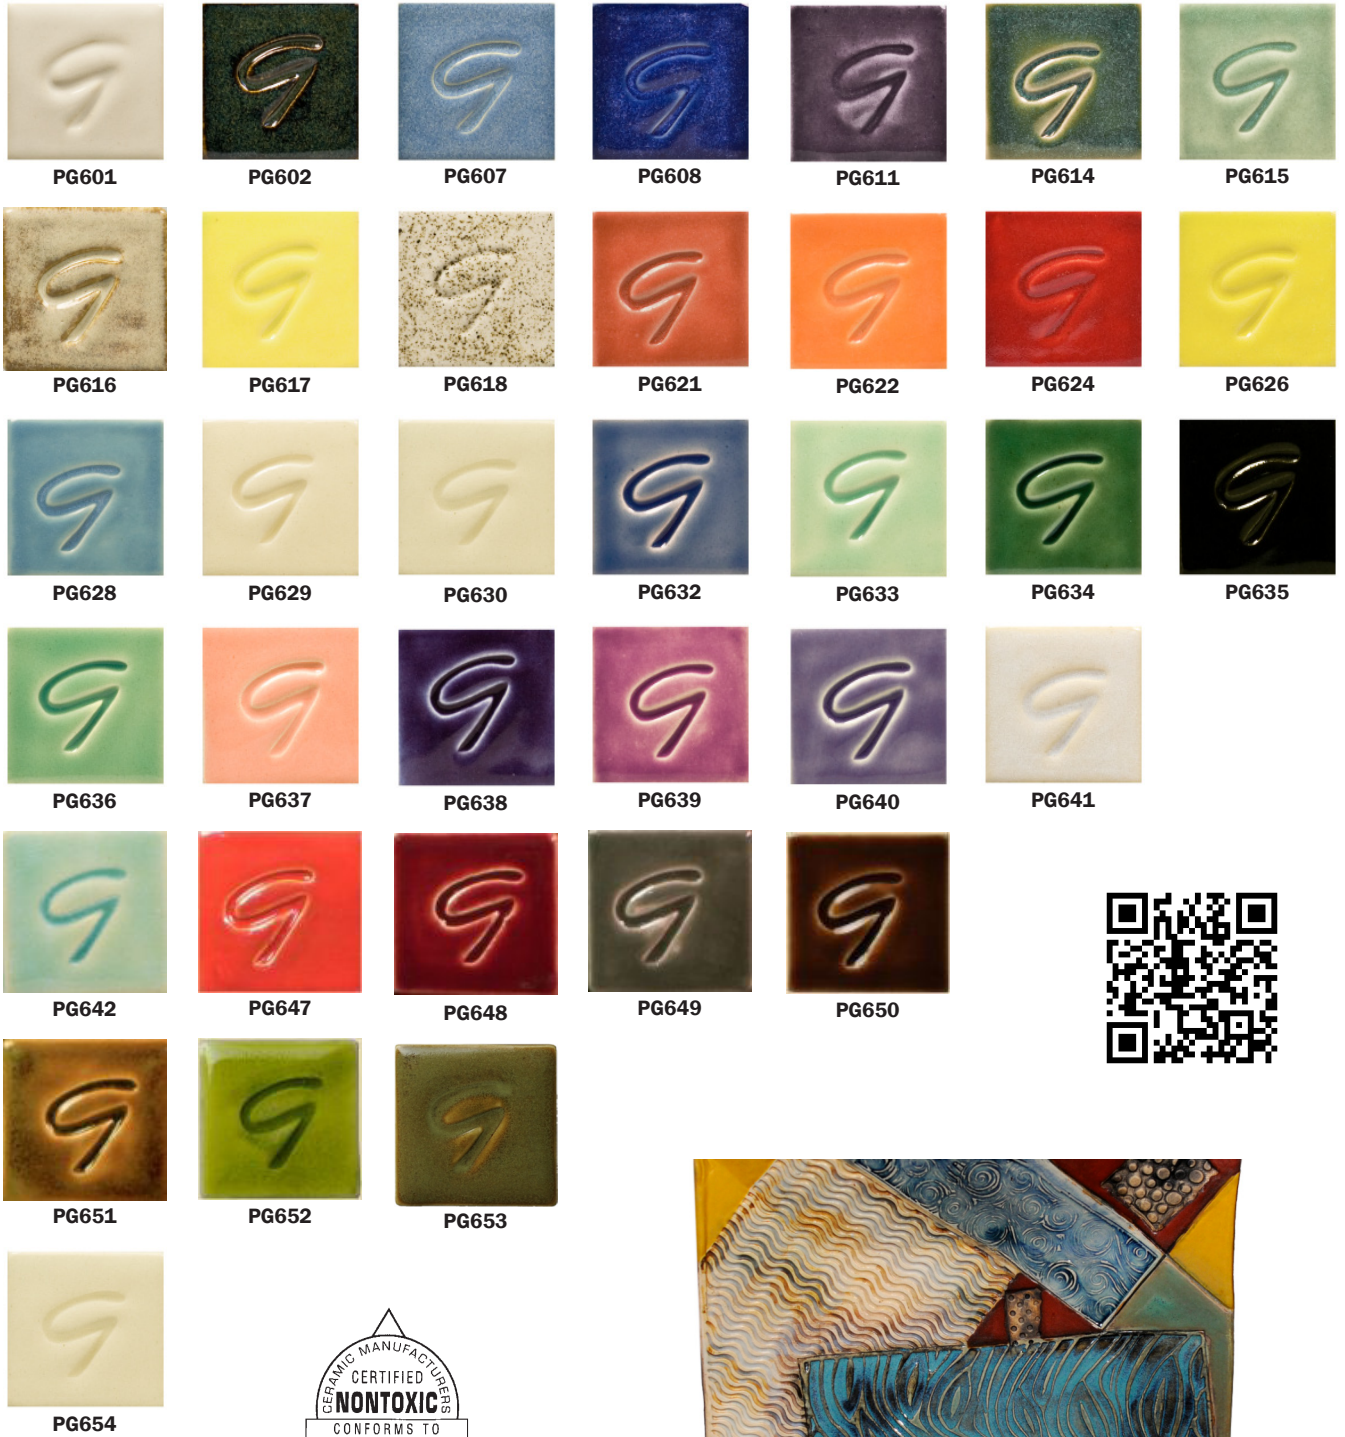 PG601 PG602 PG607 PG608 PG611 PG614 PG615
PG616 PG617 PG618 PG621 PG622 PG624 PG626
PG628 PG629 PG630 PG632 PG633 PG634 PG635
PG636 PG637 PG638 PG639 PG640 PG641
PG642 PG647 PG648 PG649 PG650
PG651 PG652 PG653
PG654
CERAMIC MANUFACTURERS
CERTIFIED
NONTOXIC
CONFORMS TO